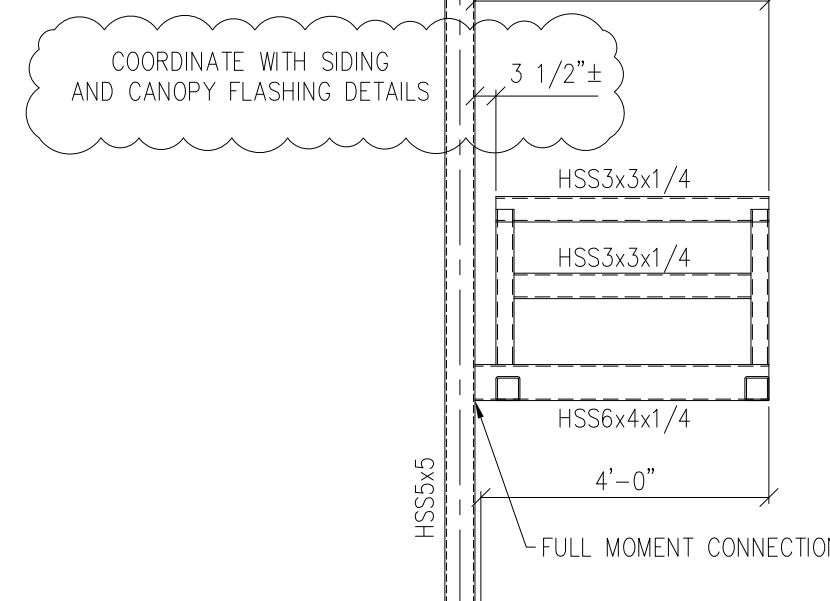 COORDINATE WITH SIDING
AND CANOPY FLASHING DETAILS
3 1/2"±
HSS3x3x1/4
HSS3x3x1/4
HSS6x4x1/4
HSS5x5
4'-0"
FULL MOMENT CONNECTION